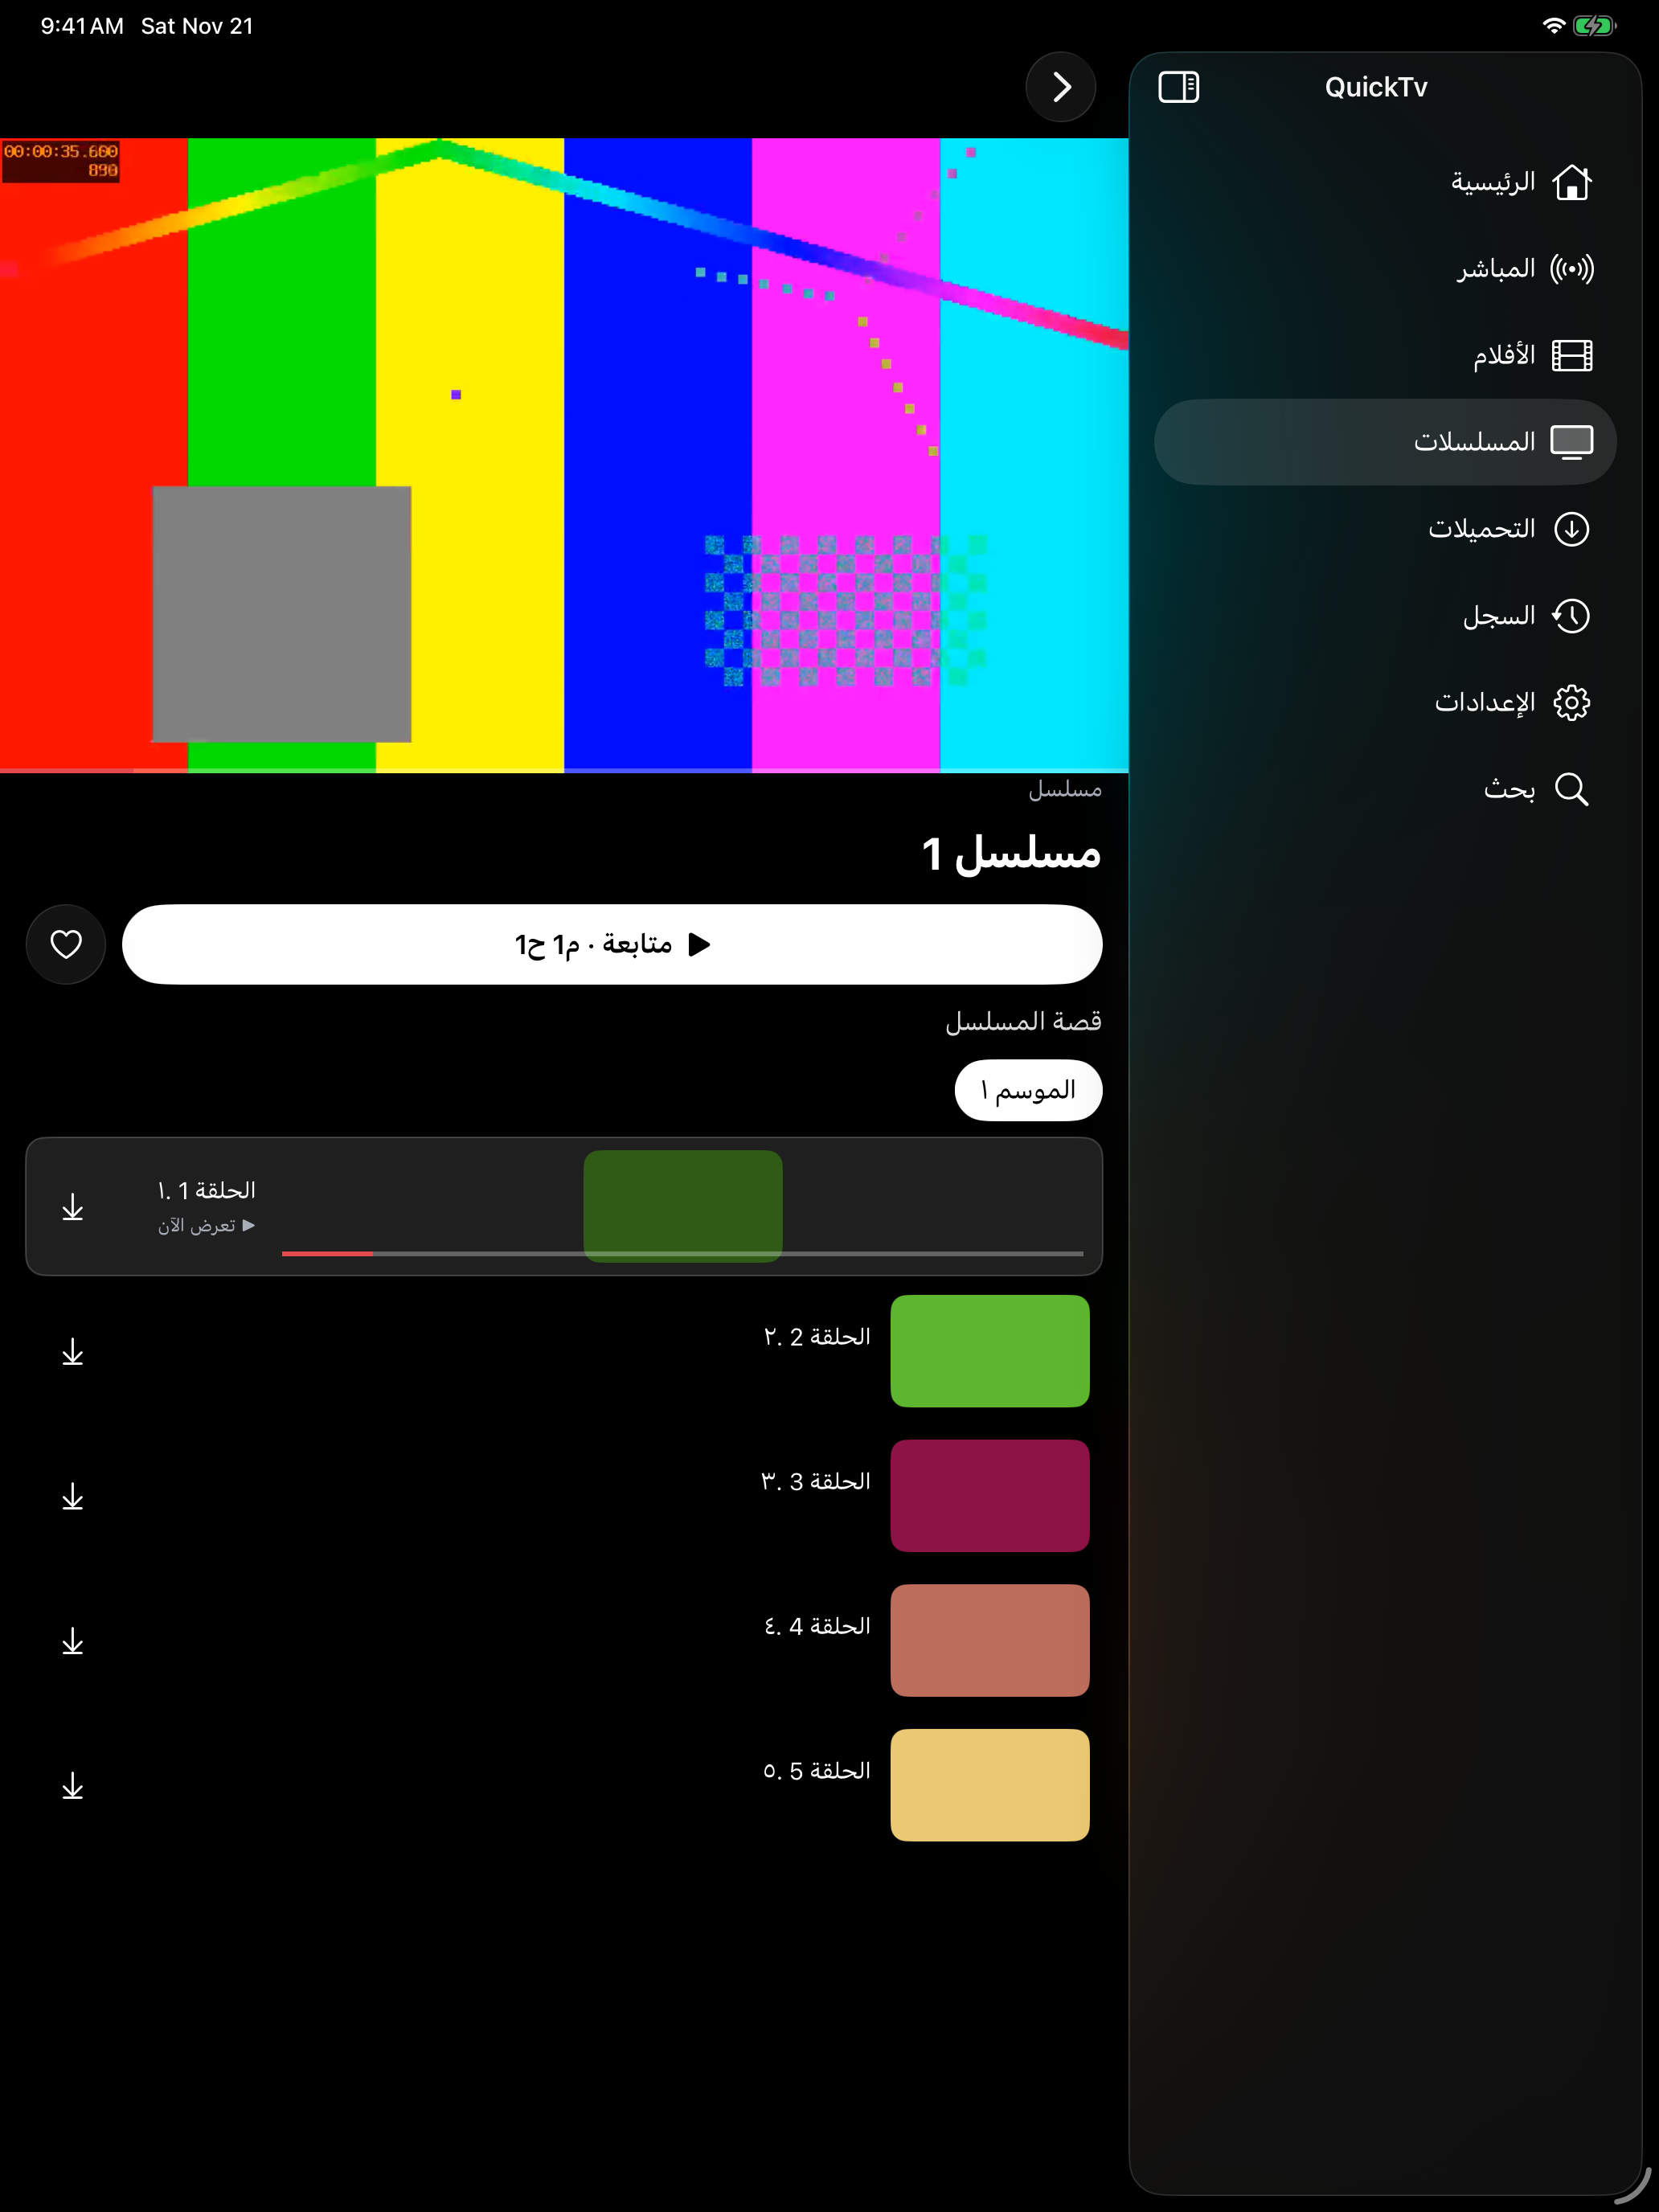 9:41 AM Sat Nov 21
QuickTv
الرئيسية
المباشر
الأفلام
المسلسلات
التحميلات
السجل
الإعدادات
بحث
00:00:35.600
890
مسلسل
مسلسل 1
متابعة · م1 ح1
قصة المسلسل
الموسم ١
الحلقة 1 .١
تعرض الآن
الحلقة 2 .٢
الحلقة 3 .٣
الحلقة 4 .٤
الحلقة 5 .٥